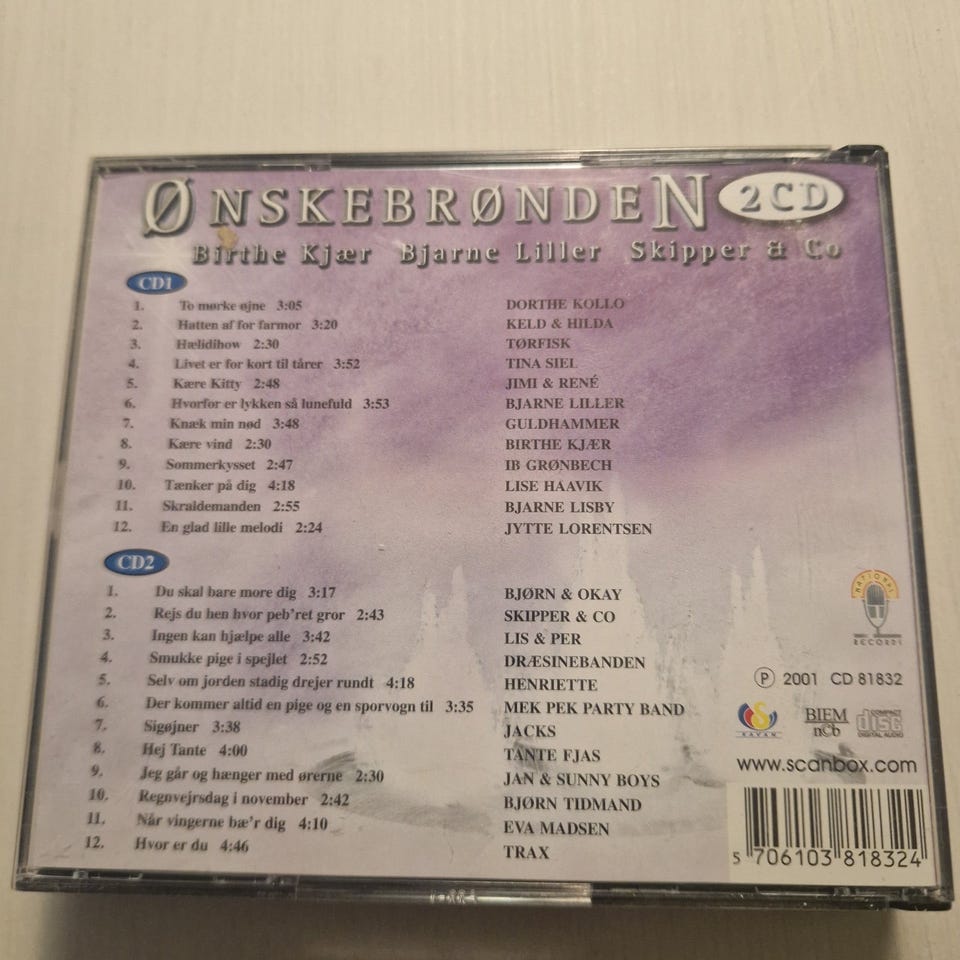 ØNSKEBRØNDEN 2CD
Birthe Kjær Bjarne Liller Skipper & Co
CD1
1. To mørke øjne 3:05 DORTHE KOLLO
2. Hatten af for farmor 3:20 KELD & HILDA
3. Hælidihow 2:30 TØRFISK
4. Livet er for kort til tårer 3:52 TINA SIEL
5. Kære Kitty 2:48 JIMI & RENÉ
6. Hvorfor er lykken så lunefuld 3:53 BJARNE LILLER
7. Knæk min nød 3:48 GULDHAMMER
8. Kære vind 2:30 BIRTHE KJÆR
9. Sommerkysset 2:47 IB GRØNBECH
10. Tænker på dig 4:18 LISE HAAVIK
11. Skraldemanden 2:55 BJARNE LISBY
12. En glad lille melodi 2:24 JYTTE LORENTSEN
CD2
1. Du skal bare more dig 3:17 BJØRN & OKAY
2. Rejs du hen hvor peb'ret gror 2:43 SKIPPER & CO
3. Ingen kan hjælpe alle 3:42 LIS & PER
4. Smukke pige i spejlet 2:52 DRÆSINEBANDEN
5. Selv om jorden stadig drejer rundt 4:18 HENRIETTE
6. Der kommer altid en pige og en sporvogn til 3:35 MEK PEK PARTY BAND
7. Sigøjner 3:38 JACKS
8. Hej Tante 4:00 TANTE FJAS
9. Jeg går og hænger med ørerne 2:30 JAN & SUNNY BOYS
10. Regnvejrsdag i november 2:42 BJØRN TIDMAND
11. Når vingerne bæ'r dig 4:10 EVA MADSEN
12. Hvor er du 4:46 TRAX
NATIONAL
RECORDS
Ⓟ 2001 CD 81832
KAVAN
BIEM
ncb
COMPACT
disc
DIGITAL AUDIO
www.scanbox.com
5 706103 818324